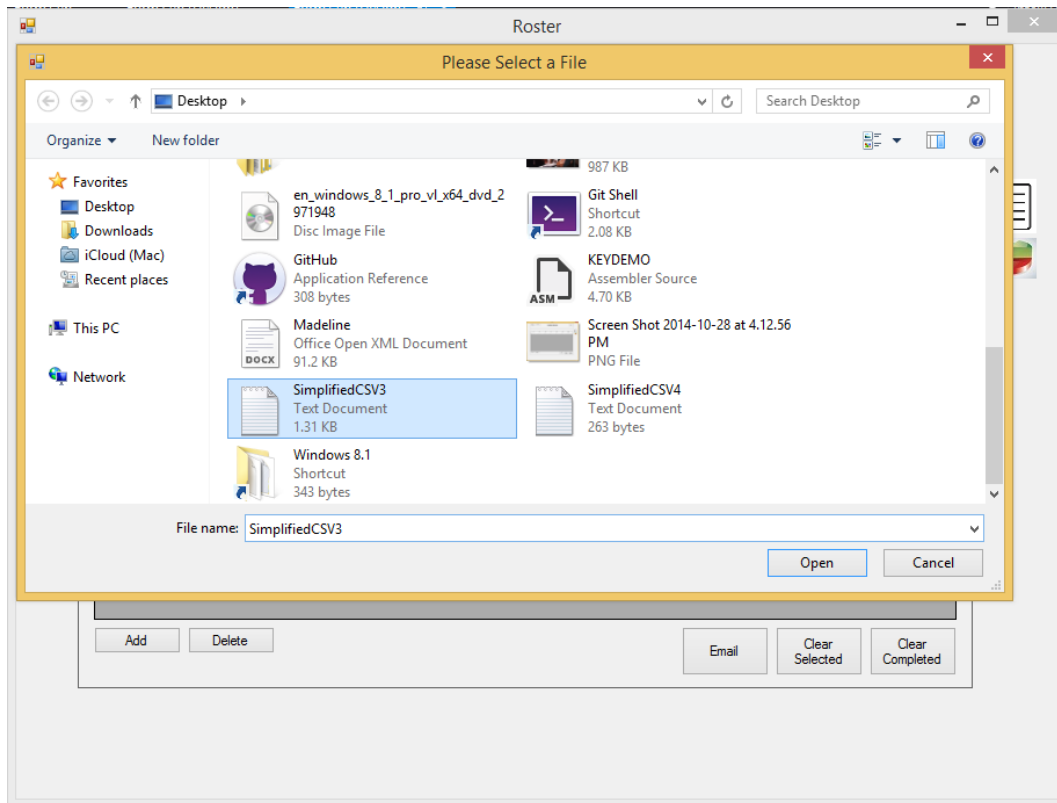 Roster
Please Select a File
Desktop
Search Desktop
Organize
New folder
Favorites
Desktop
Downloads
iCloud (Mac)
Recent places
This PC
Network
987 KB
en_windows_8_1_pro_vl_x64_dvd_2
971948
Disc Image File
Git Shell
Shortcut
2.08 KB
GitHub
Application Reference
308 bytes
ASM
KEYDEMO
Assembler Source
4.70 KB
DOCX
Madeline
Office Open XML Document
91.2 KB
Screen Shot 2014-10-28 at 4.12.56
PM
PNG File
SimplifiedCSV3
Text Document
1.31 KB
SimplifiedCSV4
Text Document
263 bytes
Windows 8.1
Shortcut
343 bytes
File name: SimplifiedCSV3
Open
Cancel
Add
Delete
Email
Clear
Selected
Clear
Completed